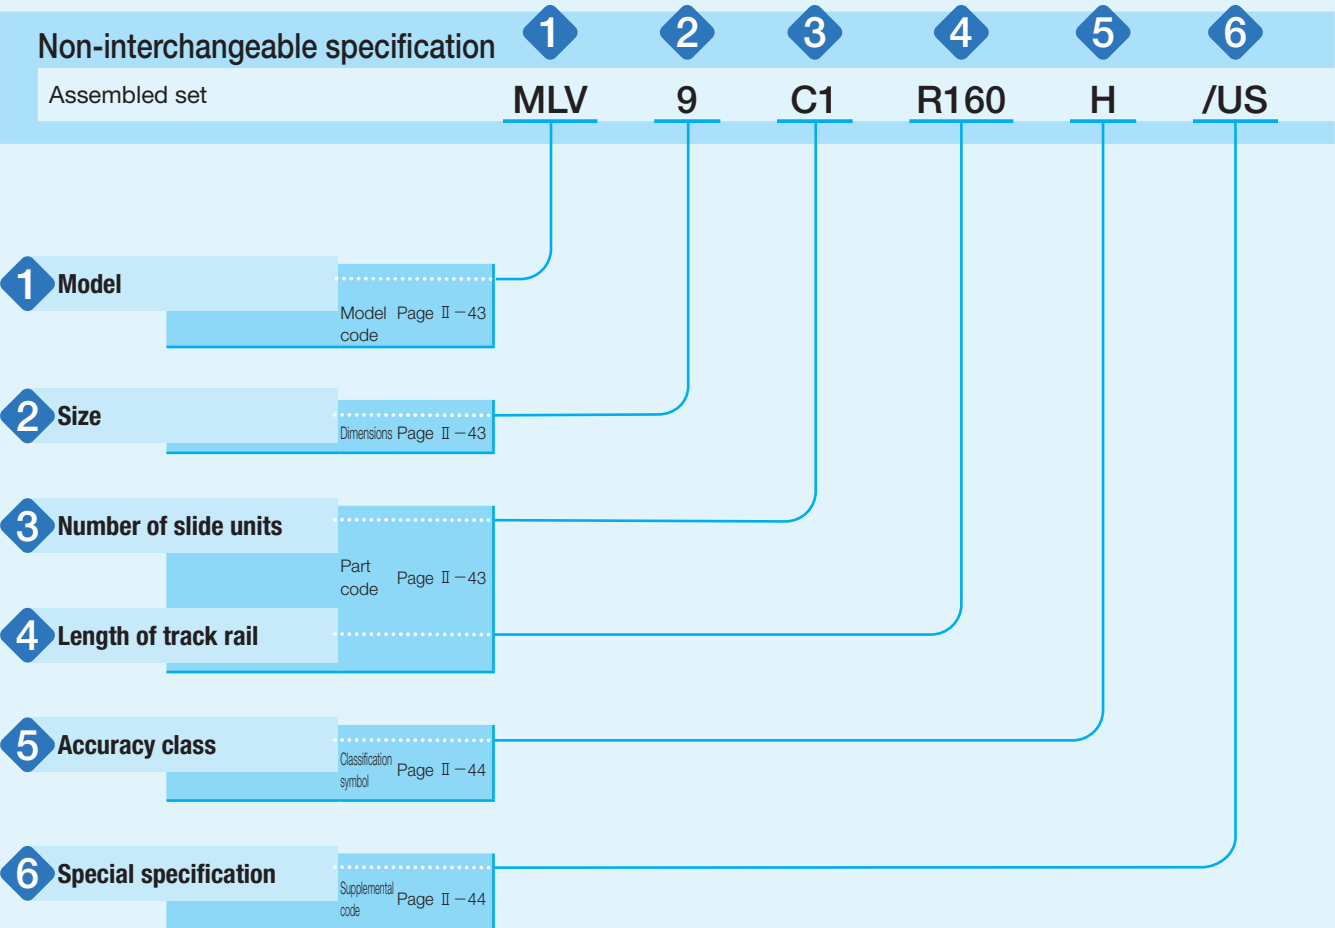 1 2 3 4 5 6
Non-interchangeable specification
Assembled set MLV 9 C1 R160 H /US
1 Model
Model Page Ⅱ−43
code
2 Size
Dimensions Page Ⅱ−43
3 Number of slide units
Part
code Page Ⅱ−43
4 Length of track rail
5 Accuracy class
Classification
symbol Page Ⅱ−44
6 Special specification
Supplemental
code Page Ⅱ−44